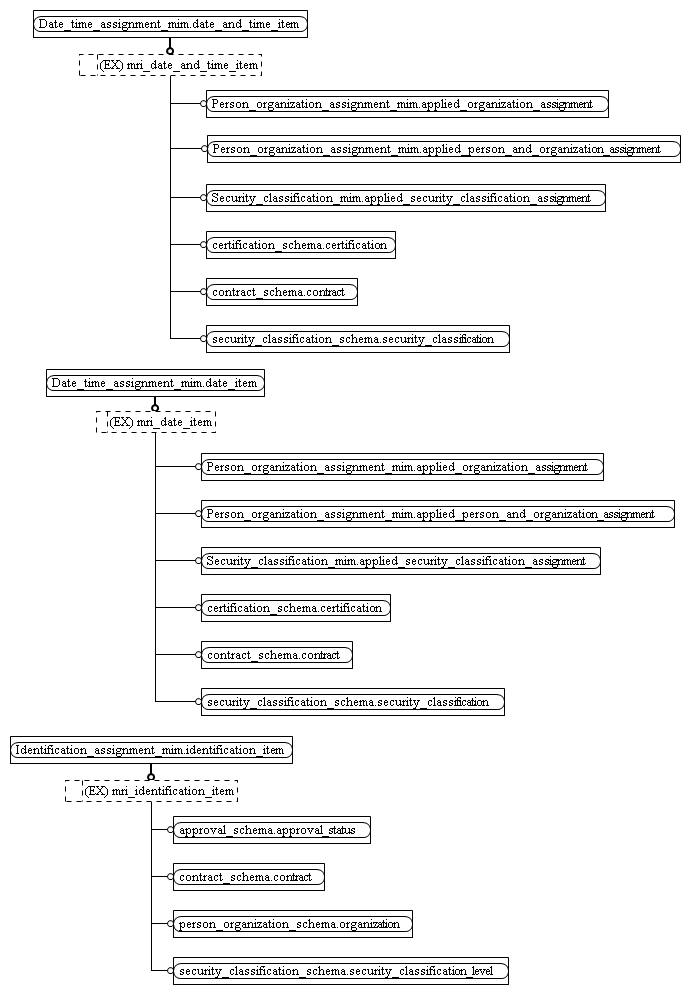 Date_time_assignment_mim.date_and_time_item
(EX) mri_date_and_time_item
Person_organization_assignment_mim.applied_organization_assignment
Person_organization_assignment_mim.applied_person_and_organization_assignment
Security_classification_mim.applied_security_classification_assignment
certification_schema.certification
contract_schema.contract
security_classification_schema.security_classification
Date_time_assignment_mim.date_item
(EX) mri_date_item
Person_organization_assignment_mim.applied_organization_assignment
Person_organization_assignment_mim.applied_person_and_organization_assignment
Security_classification_mim.applied_security_classification_assignment
certification_schema.certification
contract_schema.contract
security_classification_schema.security_classification
Identification_assignment_mim.identification_item
(EX) mri_identification_item
approval_schema.approval_status
contract_schema.contract
person_organization_schema.organization
security_classification_schema.security_classification_level